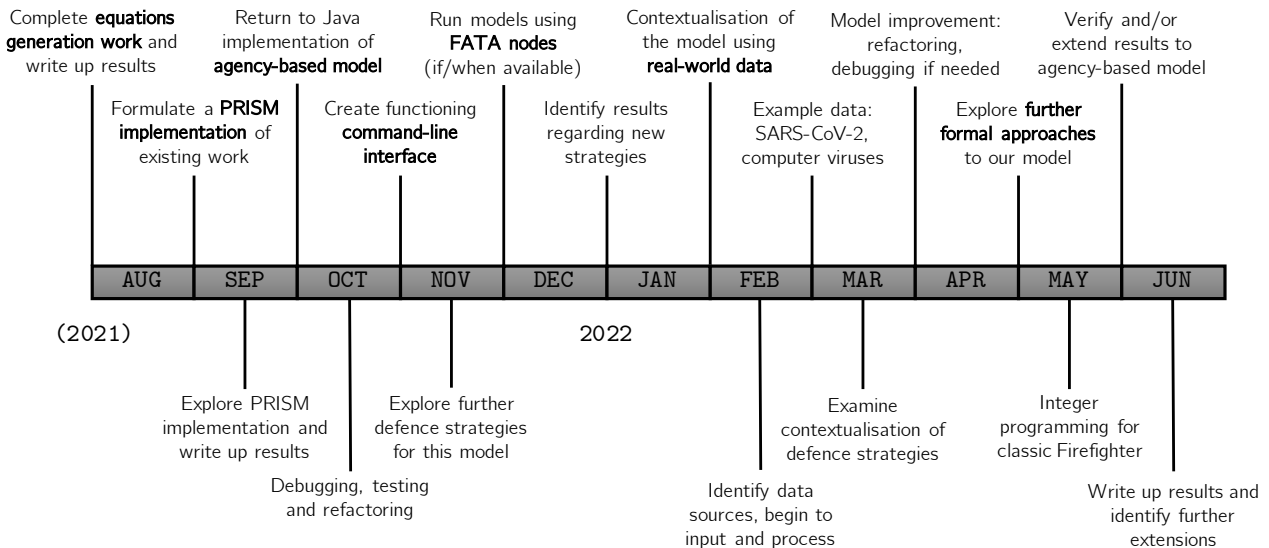 Complete equations
generation work and
write up results
Return to Java
implementation of
agency-based model
Run models using
FATA nodes
(if/when available)
Contextualisation of
the model using
real-world data
Model improvement:
refactoring,
debugging if needed
Verify and/or
extend results to
agency-based model
Formulate a PRISM
implementation of
existing work
Create functioning
command-line
interface
Identify results
regarding new
strategies
Example data:
SARS-CoV-2,
computer viruses
Explore further
formal approaches
to our model
AUG SEP OCT NOV DEC JAN FEB MAR APR MAY JUN
(2021) 2022
Explore PRISM
implementation and
write up results
Explore further
defence strategies
for this model
Examine
contextualisation of
defence strategies
Integer
programming for
classic Firefighter
Debugging, testing
and refactoring
Identify data
sources, begin to
input and process
Write up results and
identify further
extensions